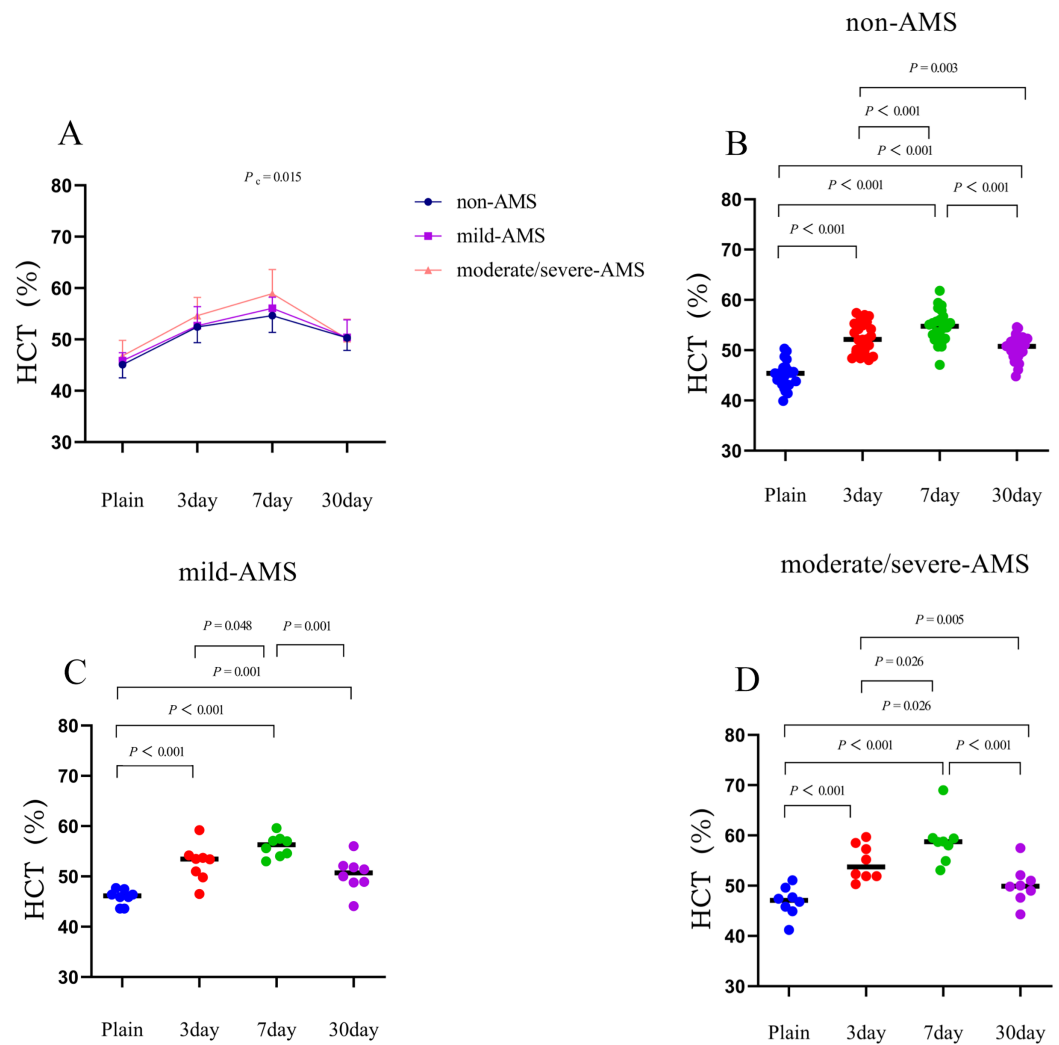 A
P c = 0.015
HCT (%)
80
70
60
50
40
30
Plain 3day 7day 30day
non-AMS
mild-AMS
moderate/severe-AMS
non-AMS
B
P = 0.003
P < 0.001
P < 0.001
P < 0.001
P < 0.001
P < 0.001
HCT (%)
80
70
60
50
40
30
Plain 3day 7day 30day
mild-AMS
C
P = 0.048
P = 0.001
P = 0.001
P < 0.001
P < 0.001
HCT (%)
80
70
60
50
40
30
Plain 3day 7day 30day
moderate/severe-AMS
D
P = 0.005
P = 0.026
P = 0.026
P < 0.001
P < 0.001
P < 0.001
HCT (%)
80
70
60
50
40
30
Plain 3day 7day 30day